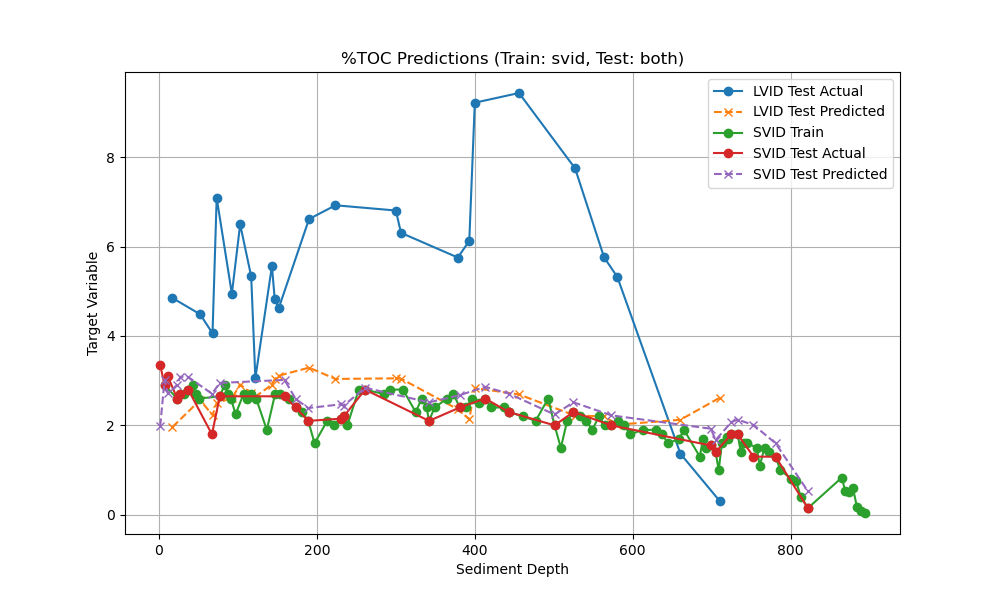 %TOC Predictions (Train: svid, Test: both)
LVID Test Actual
LVID Test Predicted
SVID Train
SVID Test Actual
SVID Test Predicted
Target Variable
8
6
4
2
0
0 200 400 600 800
Sediment Depth